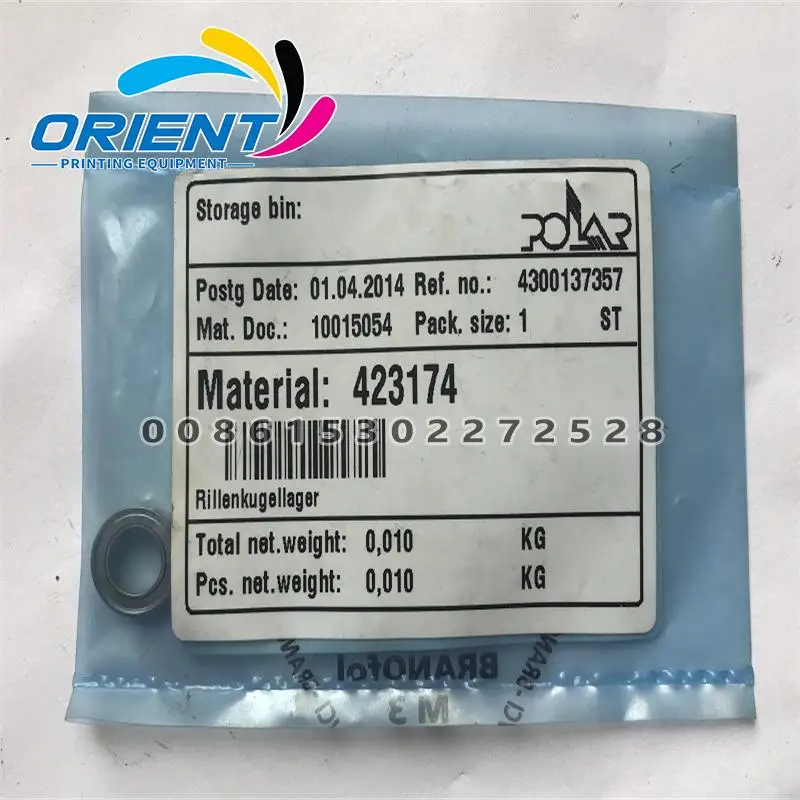 ORIENT
PRINTING EQUIPMENT
Storage bin:
POLAR
Postg Date: 01.04.2014 Ref. no.: 4300137357
Mat. Doc.: 10015054 Pack. size: 1 ST
Material: 423174
008615302272528
Rillenkugellager
Total net.weight: 0,010 KG
Pcs. net.weight: 0,010 KG
BRANOfol